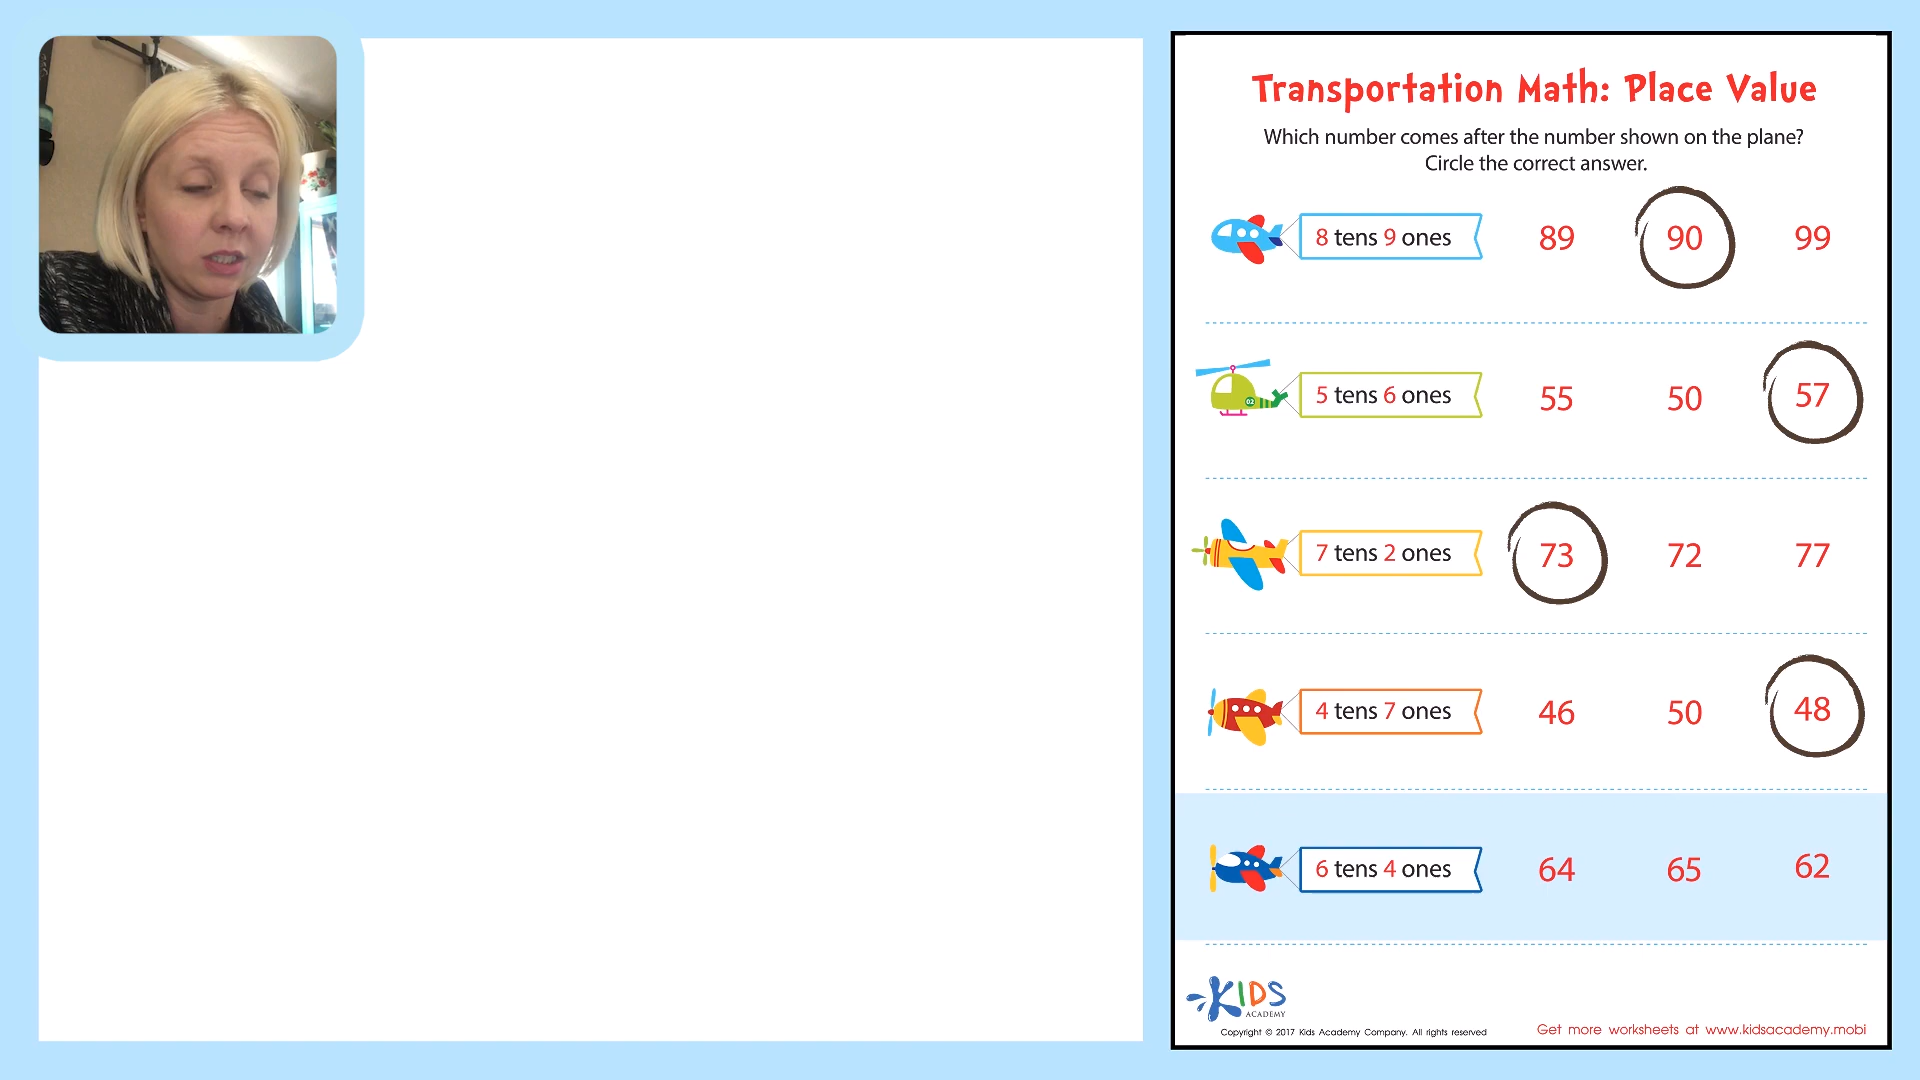 Transportation Math: Place Value
Which number comes after the number shown on the plane?
Circle the correct answer.
8 tens 9 ones 89 90 99
02
5 tens 6 ones 55 50 57
7 tens 2 ones 73 72 77
4 tens 7 ones 46 50 48
6 tens 4 ones 64 65 62
KIDS
ACADEMY
Copyright © 2017 Kids Academy Company. All rights reserved
Get more worksheets at www.kidsacademy.mobi